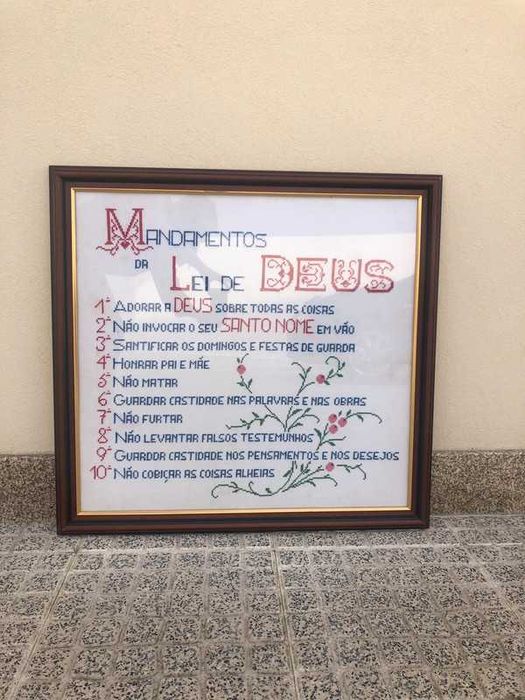 MANDAMENTOS
DA
LEI DE DEUS
1º ADORAR A DEUS SOBRE TODAS AS COISAS
2º NÃO INVOCAR O SEU SANTO NOME EM VÃO
3º SANTIFICAR OS DOMINGOS E FESTAS DE GUARDA
4º HONRAR PAI E MÃE
5º NÃO MATAR
6º GUARDAR CASTIDADE NAS PALAVRAS E NAS OBRAS
7º NÃO FURTAR
8º NÃO LEVANTAR FALSOS TESTEMUNHOS
9º GUARDDR CASTIDADE NOS PENSAMENTOS E NOS DESEJOS
10º NÃO COBIÇAR AS COISAS ALHEIAS